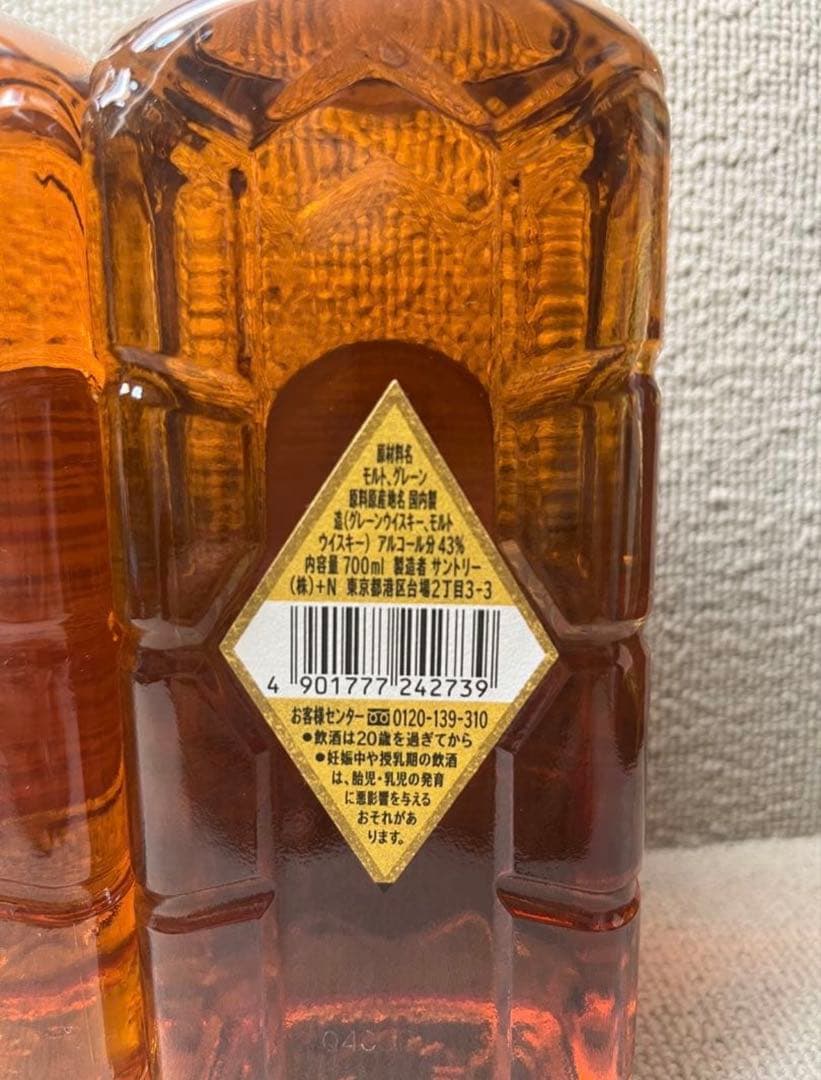 原材料名
モルト、グレーン
原料原産地名 国内製
造(グレーンウイスキー、モルト
ウイスキー) アルコール分 43%
内容量 700ml 製造者 サントリー
(株)+N 東京都港区台場2丁目3-3
4 901777 242739
お客様センター 0120-139-310
●飲酒は20歳を過ぎてから
●妊娠中や授乳期の飲酒
は、胎児・乳児の発育
に悪影響を与える
おそれがあ
ります。